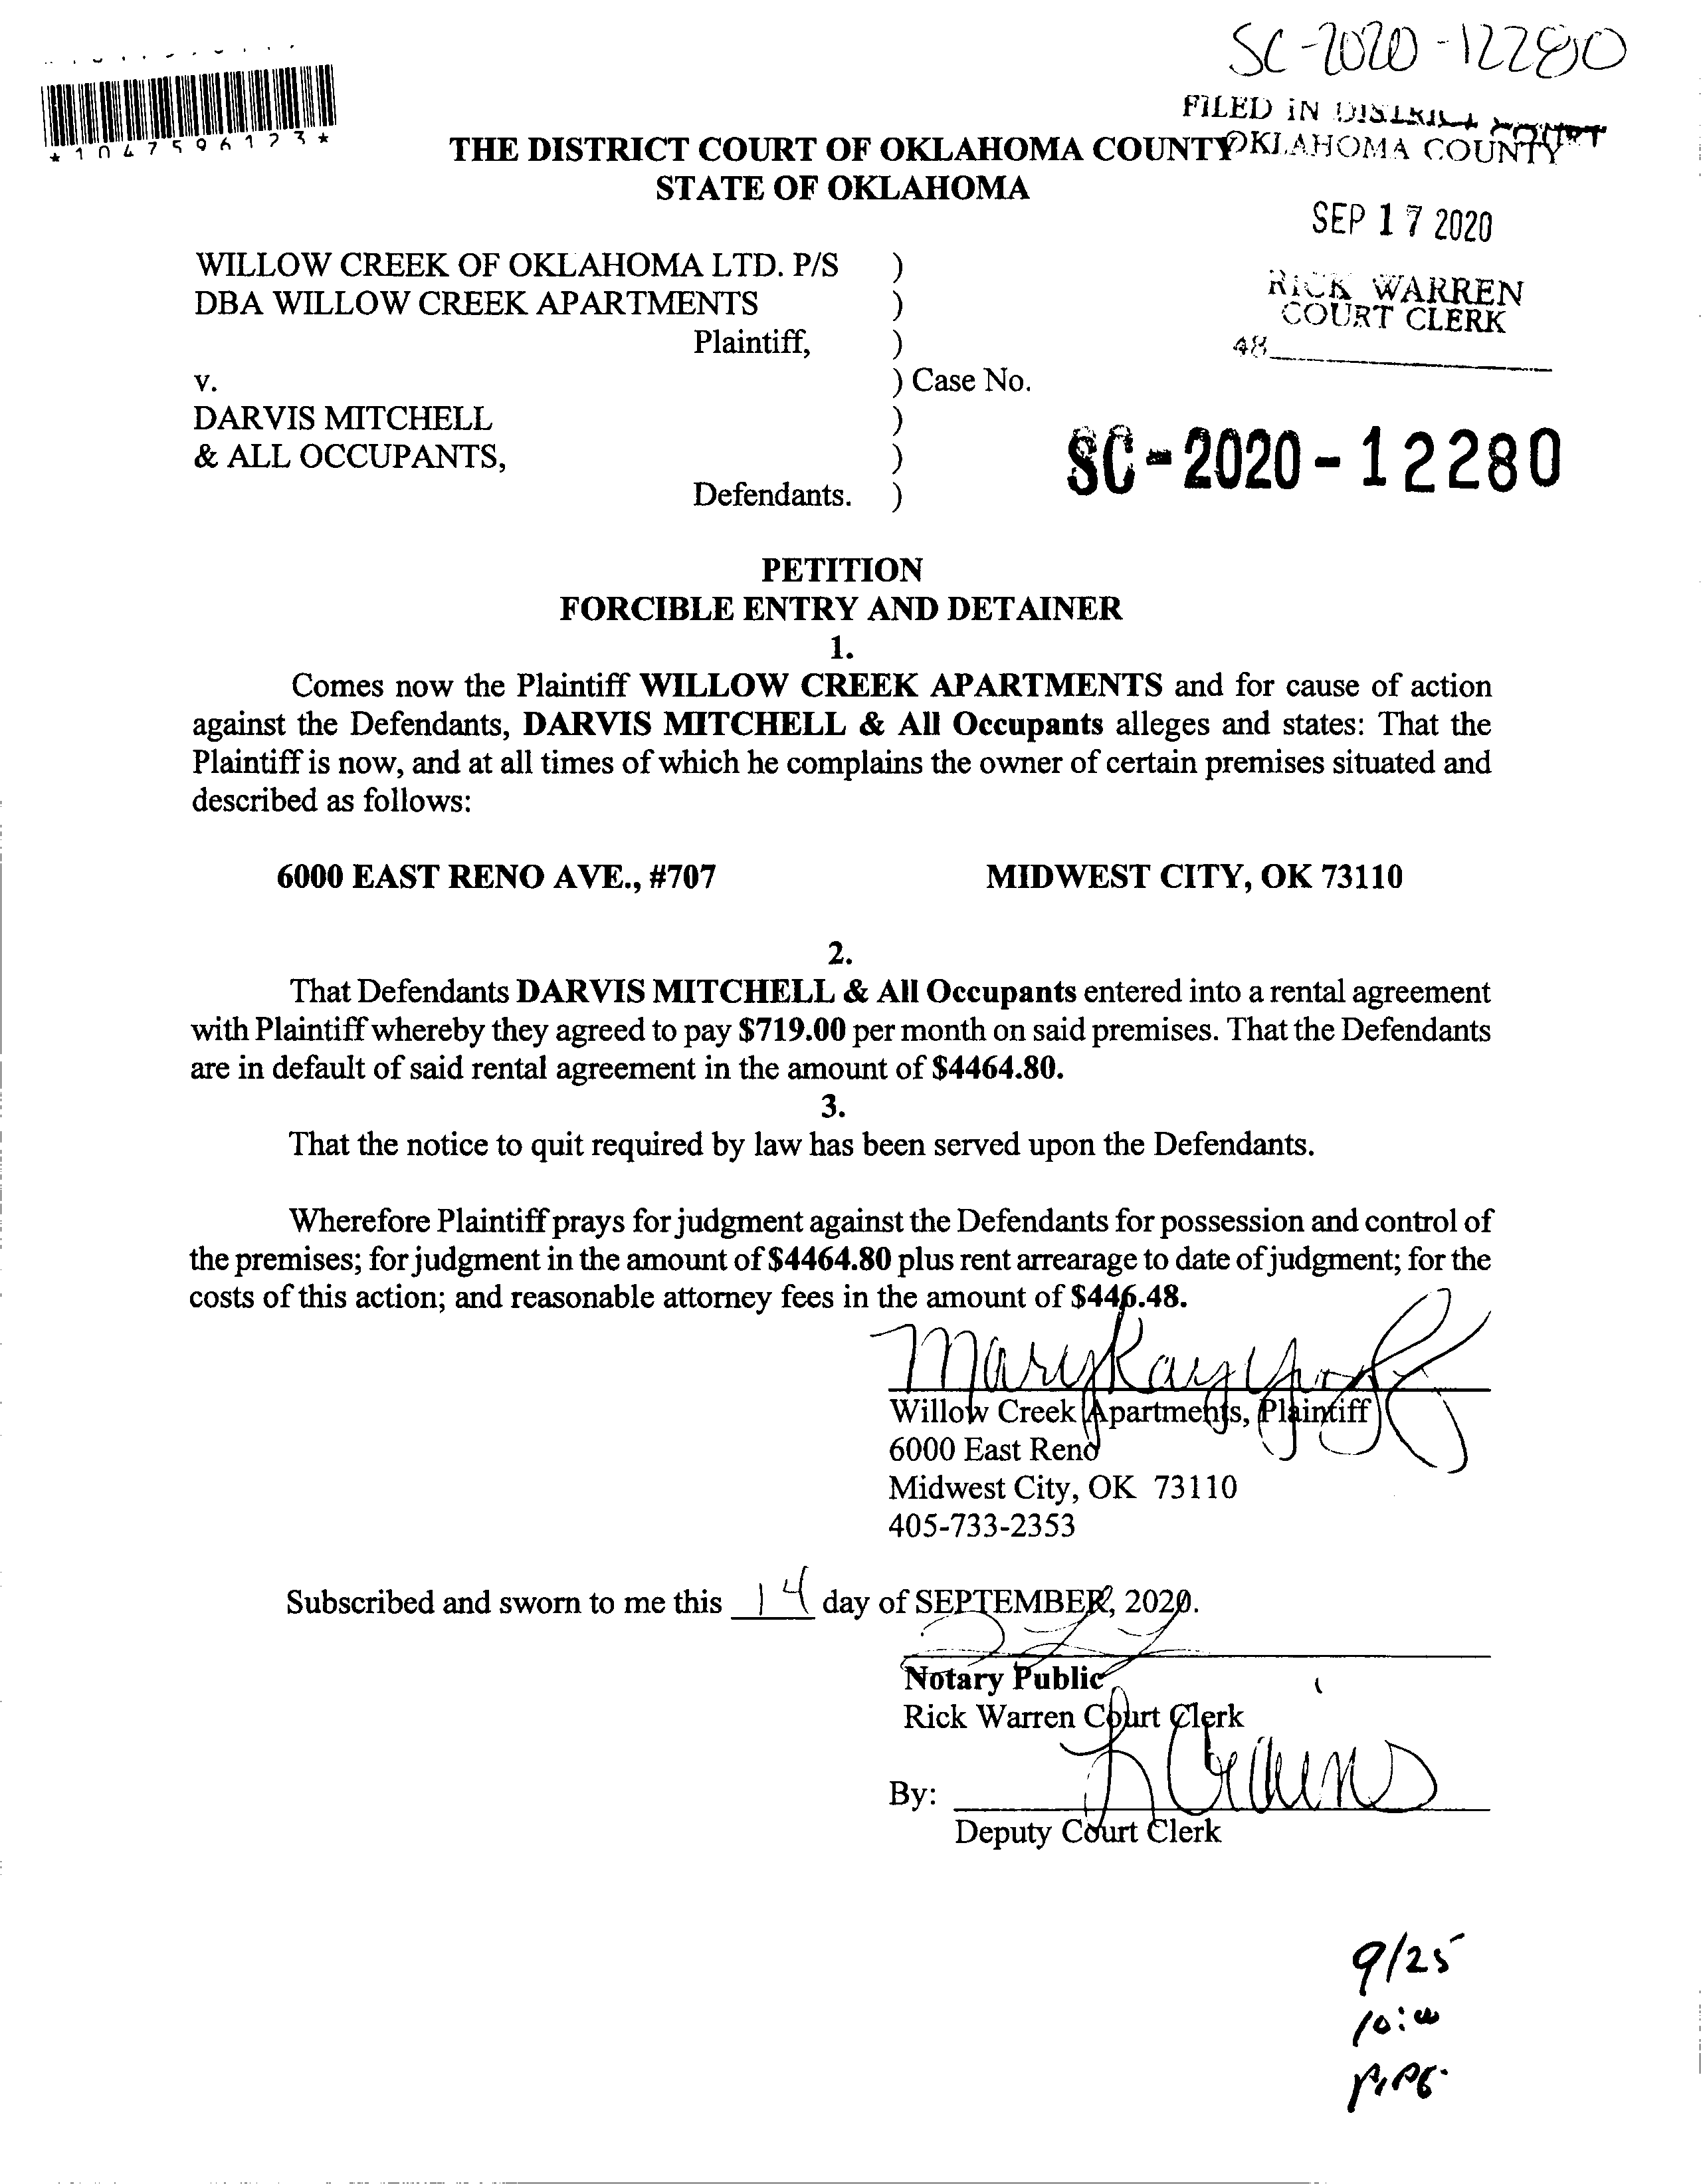 SC-2020-12280
FILED IN DISTRICT COURT
OKLAHOMA COUNTY
*1047596123*
THE DISTRICT COURT OF OKLAHOMA COUNTY
STATE OF OKLAHOMA
SEP 17 2020
RICK WARREN
COURT CLERK
48
WILLOW CREEK OF OKLAHOMA LTD. P/S )
DBA WILLOW CREEK APARTMENTS )
Plaintiff, )
v. ) Case No.
DARVIS MITCHELL )
& ALL OCCUPANTS, )
SC-2020-12280
Defendants. )
PETITION
FORCIBLE ENTRY AND DETAINER
1.
Comes now the Plaintiff WILLOW CREEK APARTMENTS and for cause of action
against the Defendants, DARVIS MITCHELL & All Occupants alleges and states: That the
Plaintiff is now, and at all times of which he complains the owner of certain premises situated and
described as follows:
6000 EAST RENO AVE., #707 MIDWEST CITY, OK 73110
2.
That Defendants DARVIS MITCHELL & All Occupants entered into a rental agreement
with Plaintiff whereby they agreed to pay $719.00 per month on said premises. That the Defendants
are in default of said rental agreement in the amount of $4464.80.
3.
That the notice to quit required by law has been served upon the Defendants.
Wherefore Plaintiff prays for judgment against the Defendants for possession and control of
the premises; for judgment in the amount of $4464.80 plus rent arrearage to date of judgment; for the
costs of this action; and reasonable attorney fees in the amount of $446.48.
Mary Kay
Willow Creek Apartments, Plaintiff
6000 East Reno
Midwest City, OK 73110
405-733-2353
Subscribed and sworn to me this 14 day of SEPTEMBER, 2020.
Notary Public
Rick Warren Court Clerk
By:
Deputy Court Clerk
9/25
10:00